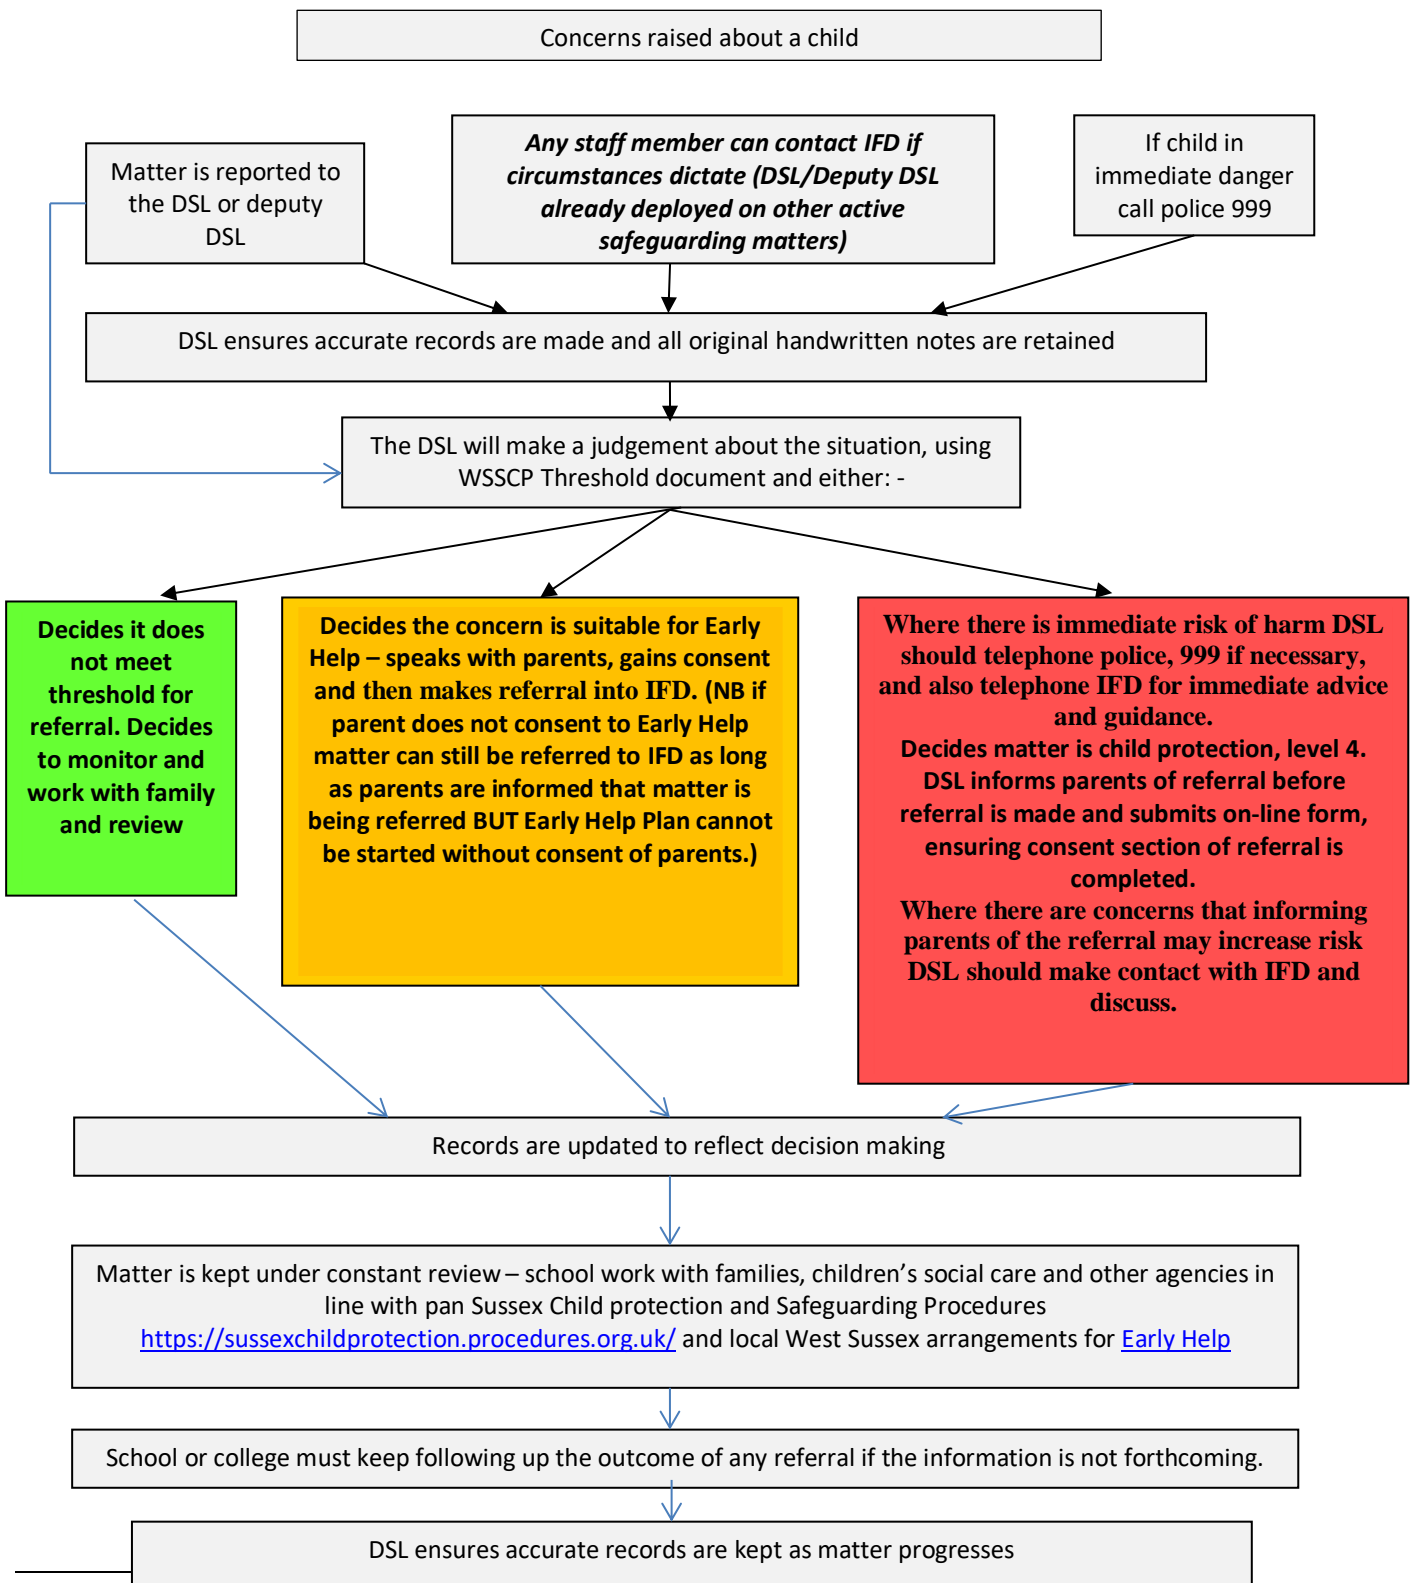 Concerns raised about a child
Matter is reported to
the DSL or deputy
DSL
Any staff member can contact IFD if
circumstances dictate (DSL/Deputy DSL
already deployed on other active
safeguarding matters)
If child in
immediate danger
call police 999
DSL ensures accurate records are made and all original handwritten notes are retained
The DSL will make a judgement about the situation, using
WSSCP Threshold document and either: -
Decides it does
not meet
threshold for
referral. Decides
to monitor and
work with family
and review
Decides the concern is suitable for Early
Help – speaks with parents, gains consent
and then makes referral into IFD. (NB if
parent does not consent to Early Help
matter can still be referred to IFD as long
as parents are informed that matter is
being referred BUT Early Help Plan cannot
be started without consent of parents.)
Where there is immediate risk of harm DSL
should telephone police, 999 if necessary,
and also telephone IFD for immediate advice
and guidance.
Decides matter is child protection, level 4.
DSL informs parents of referral before
referral is made and submits on-line form,
ensuring consent section of referral is
completed.
Where there are concerns that informing
parents of the referral may increase risk
DSL should make contact with IFD and
discuss.
Records are updated to reflect decision making
Matter is kept under constant review – school work with families, children’s social care and other agencies in
line with pan Sussex Child protection and Safeguarding Procedures
https://sussexchildprotection.procedures.org.uk/ and local West Sussex arrangements for Early Help
School or college must keep following up the outcome of any referral if the information is not forthcoming.
DSL ensures accurate records are kept as matter progresses